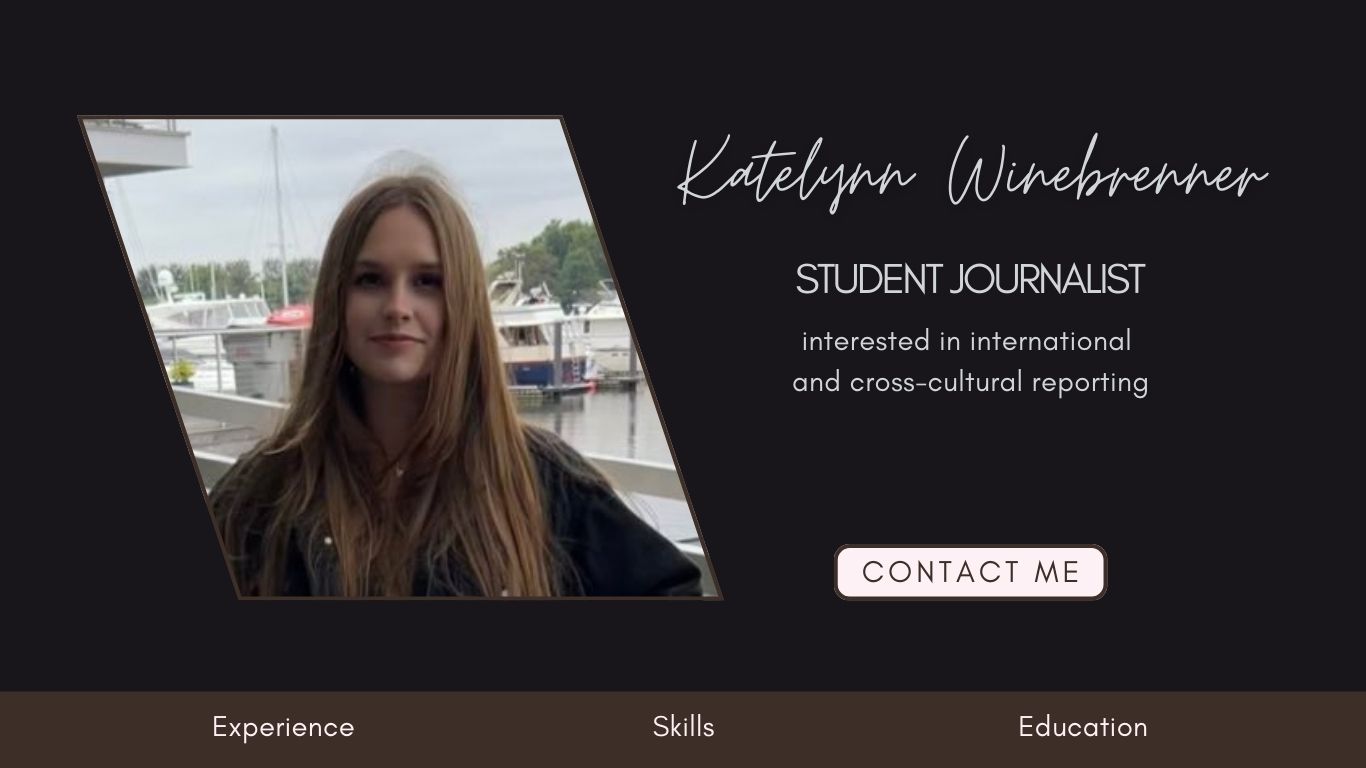 Katelynn Winebrenner
STUDENT JOURNALIST
interested in international
and cross-cultural reporting
CONTACT ME
Experience
Skills
Education